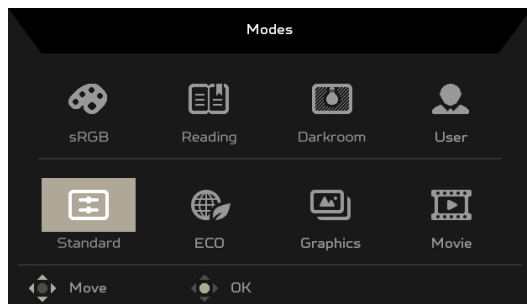 Modes
sRGB Reading Darkroom User
Standard ECO Graphics Movie
Move OK